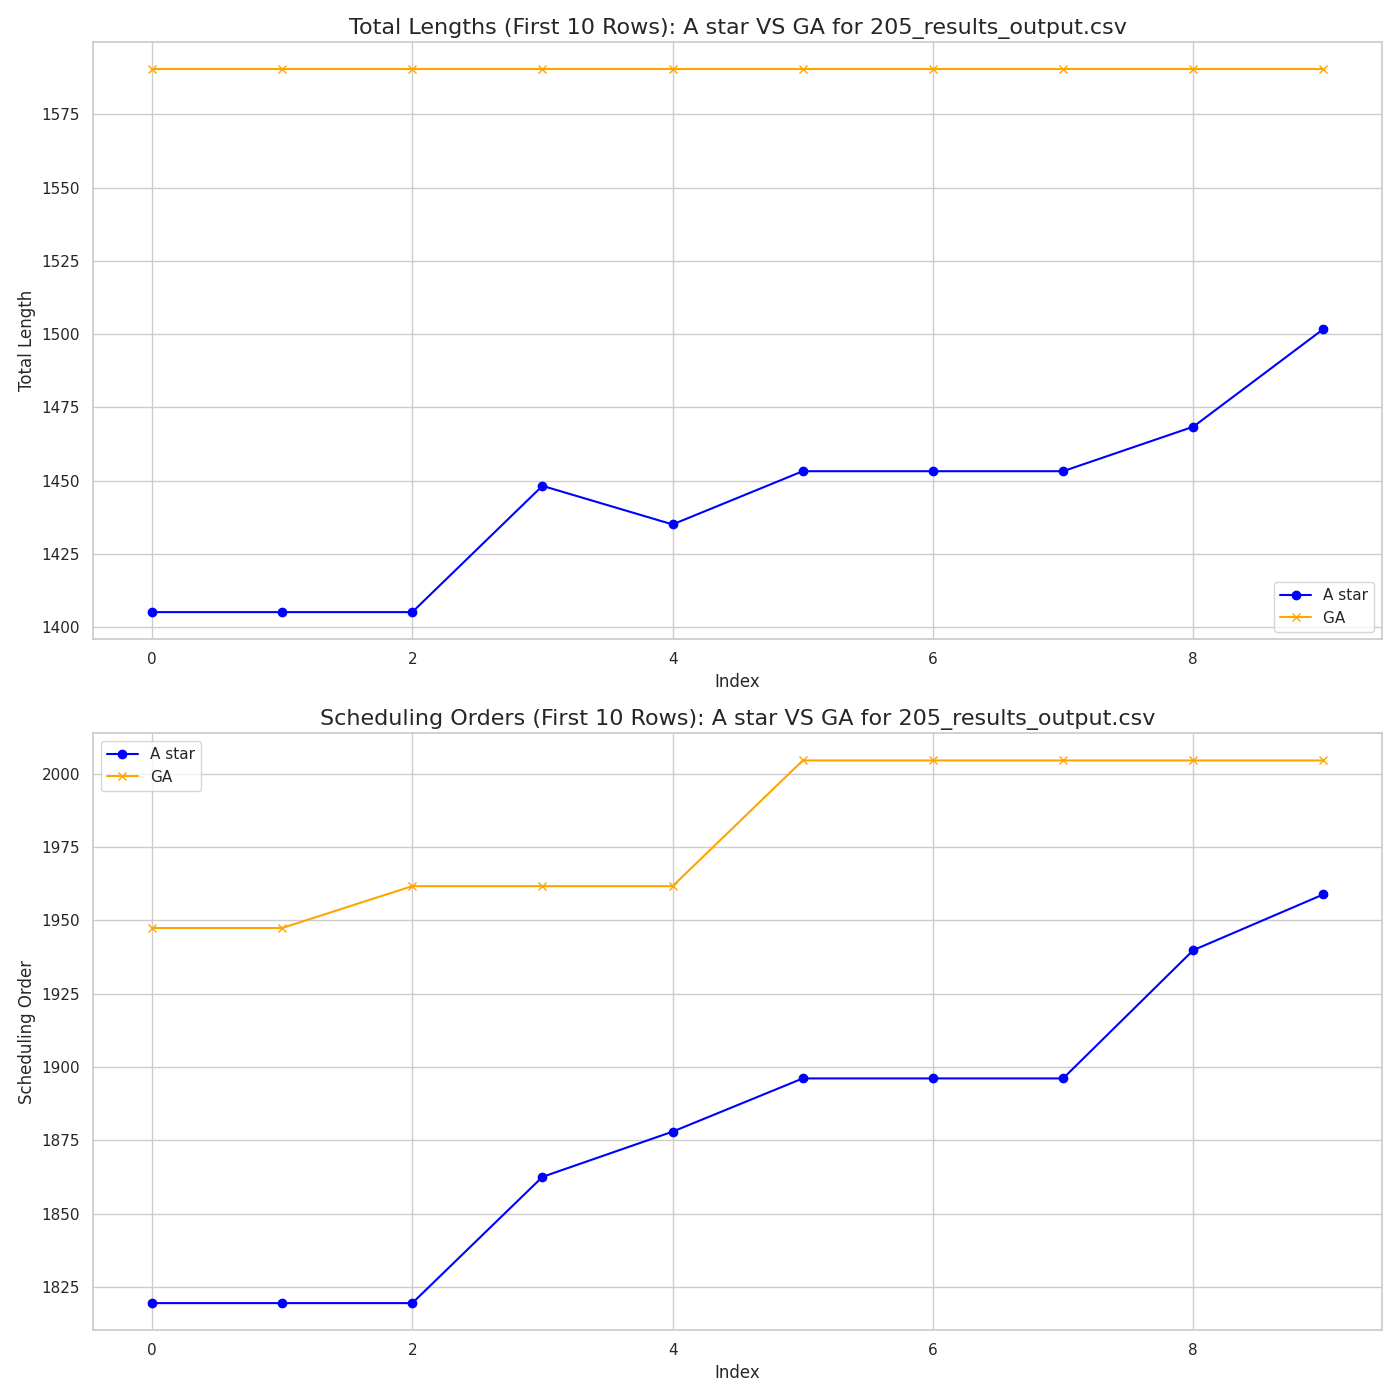 Total Lengths (First 10 Rows): A star VS GA for 205_results_output.csv
Total Length
1575
1550
1525
1500
1475
1450
1425
1400
A star
GA
0 2 4 6 8
Index
Scheduling Orders (First 10 Rows): A star VS GA for 205_results_output.csv
A star
GA
Scheduling Order
2000
1975
1950
1925
1900
1875
1850
1825
0 2 4 6 8
Index